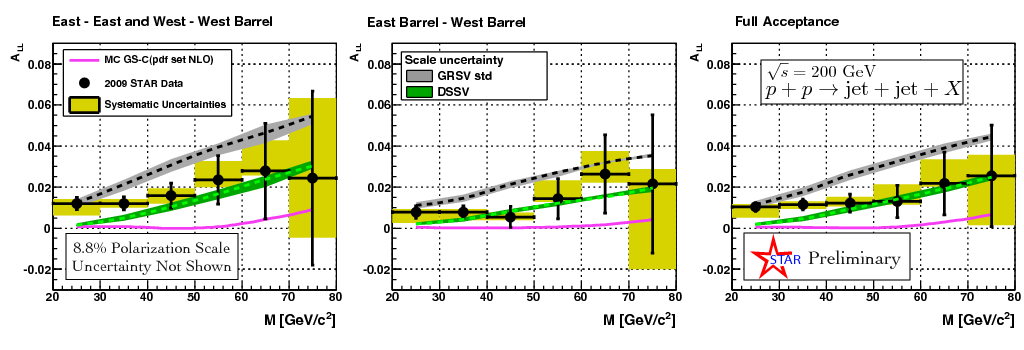 East - East and West - West Barrel
East Barrel - West Barrel
Full Acceptance
A_LL
0.08
0.06
0.04
0.02
0
-0.02
20 30 40 50 60 70 80
M [GeV/c²]
MC GS-C(pdf set NLO)
2009 STAR Data
Systematic Uncertainties
8.8% Polarization Scale
Uncertainty Not Shown
A_LL
0.08
0.06
0.04
0.02
0
-0.02
20 30 40 50 60 70 80
M [GeV/c²]
Scale uncertainty
GRSV std
DSSV
A_LL
0.08
0.06
0.04
0.02
0
-0.02
20 30 40 50 60 70 80
M [GeV/c²]
√s = 200 GeV
p + p → jet + jet + X
STAR Preliminary